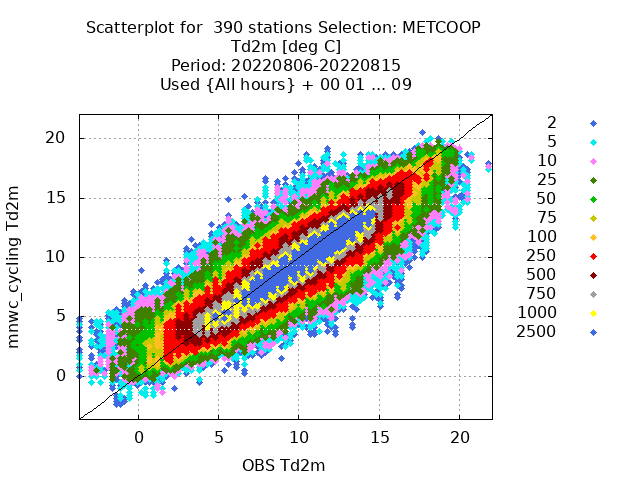 Scatterplot for  390 stations Selection: METCOOP
Td2m [deg C]
Period: 20220806-20220815
Used {All hours} + 00 01 ... 09
mnwc_cycling Td2m
20
15
10
5
0
0 5 10 15 20
OBS Td2m
2
5
10
25
50
75
100
250
500
750
1000
2500